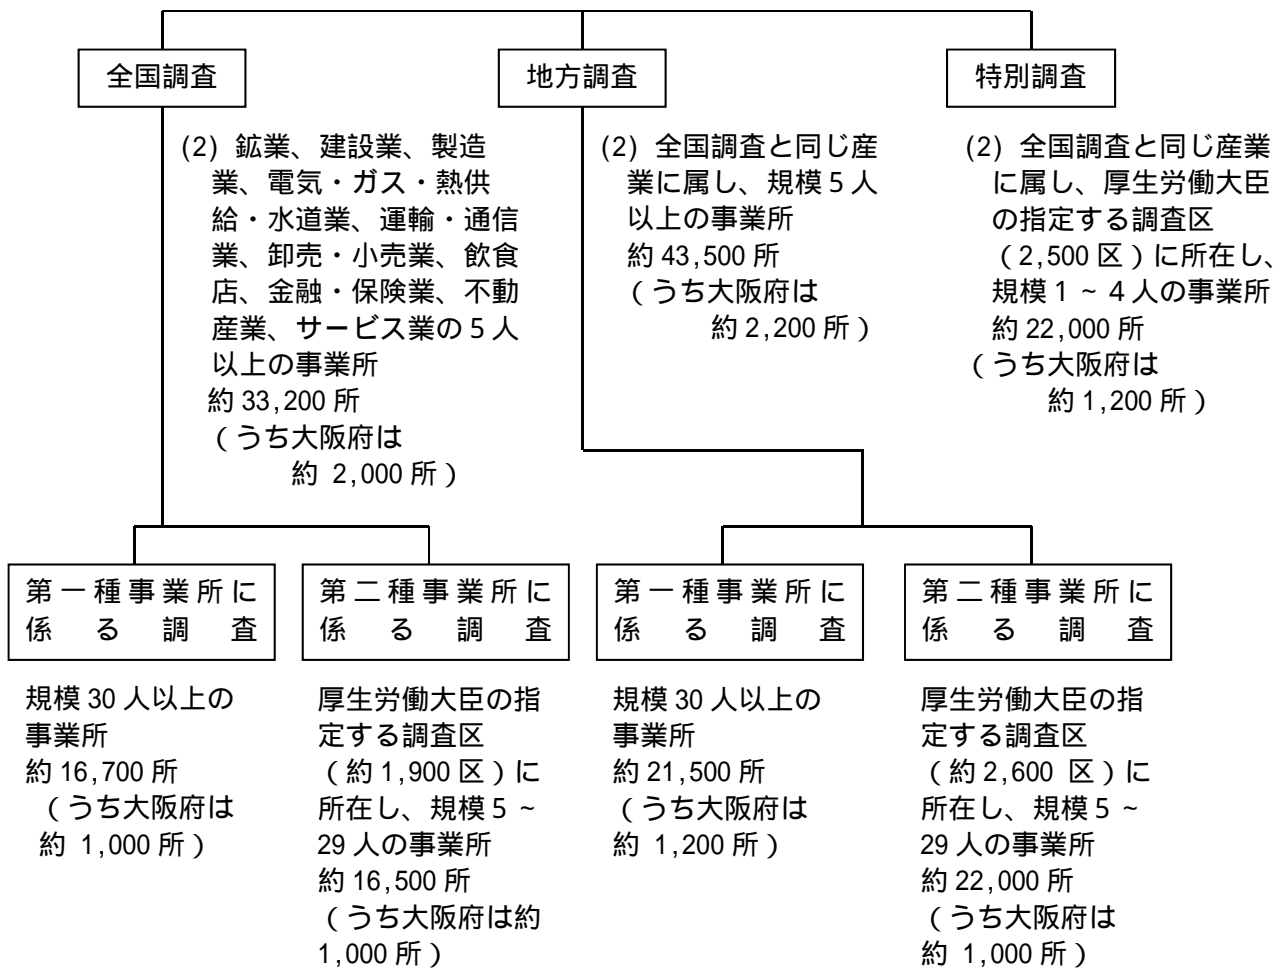 全国調査
地方調査
特別調査
(2) 鉱業、建設業、製造
業、電気・ガス・熱供
給・水道業、運輸・通信
業、卸売・小売業、飲食
店、金融・保険業、不動
産業、サービス業の5人
以上の事業所
約33,200所
(うち大阪府は
約 2,000所)
(2) 全国調査と同じ産
業に属し、規模5人
以上の事業所
約43,500所
(うち大阪府は
約2,200所)
(2) 全国調査と同じ産業
に属し、厚生労働大臣
の指定する調査区
(2,500区)に所在し、
規模1~4人の事業所
約22,000所
(うち大阪府は
約1,200所)
第一種事業所に
係る調査
第二種事業所に
係る調査
第一種事業所に
係る調査
第二種事業所に
係る調査
規模30人以上の
事業所
約16,700所
(うち大阪府は
約 1,000所)
厚生労働大臣の指
定する調査区
(約1,900区)に
所在し、規模5~
29人の事業所
約16,500所
(うち大阪府は約
1,000所)
規模30人以上の
事業所
約21,500所
(うち大阪府は
約 1,200所)
厚生労働大臣の指
定する調査区
(約2,600 区)に
所在し、規模5~
29人の事業所
約22,000所
(うち大阪府は
約 1,000所)